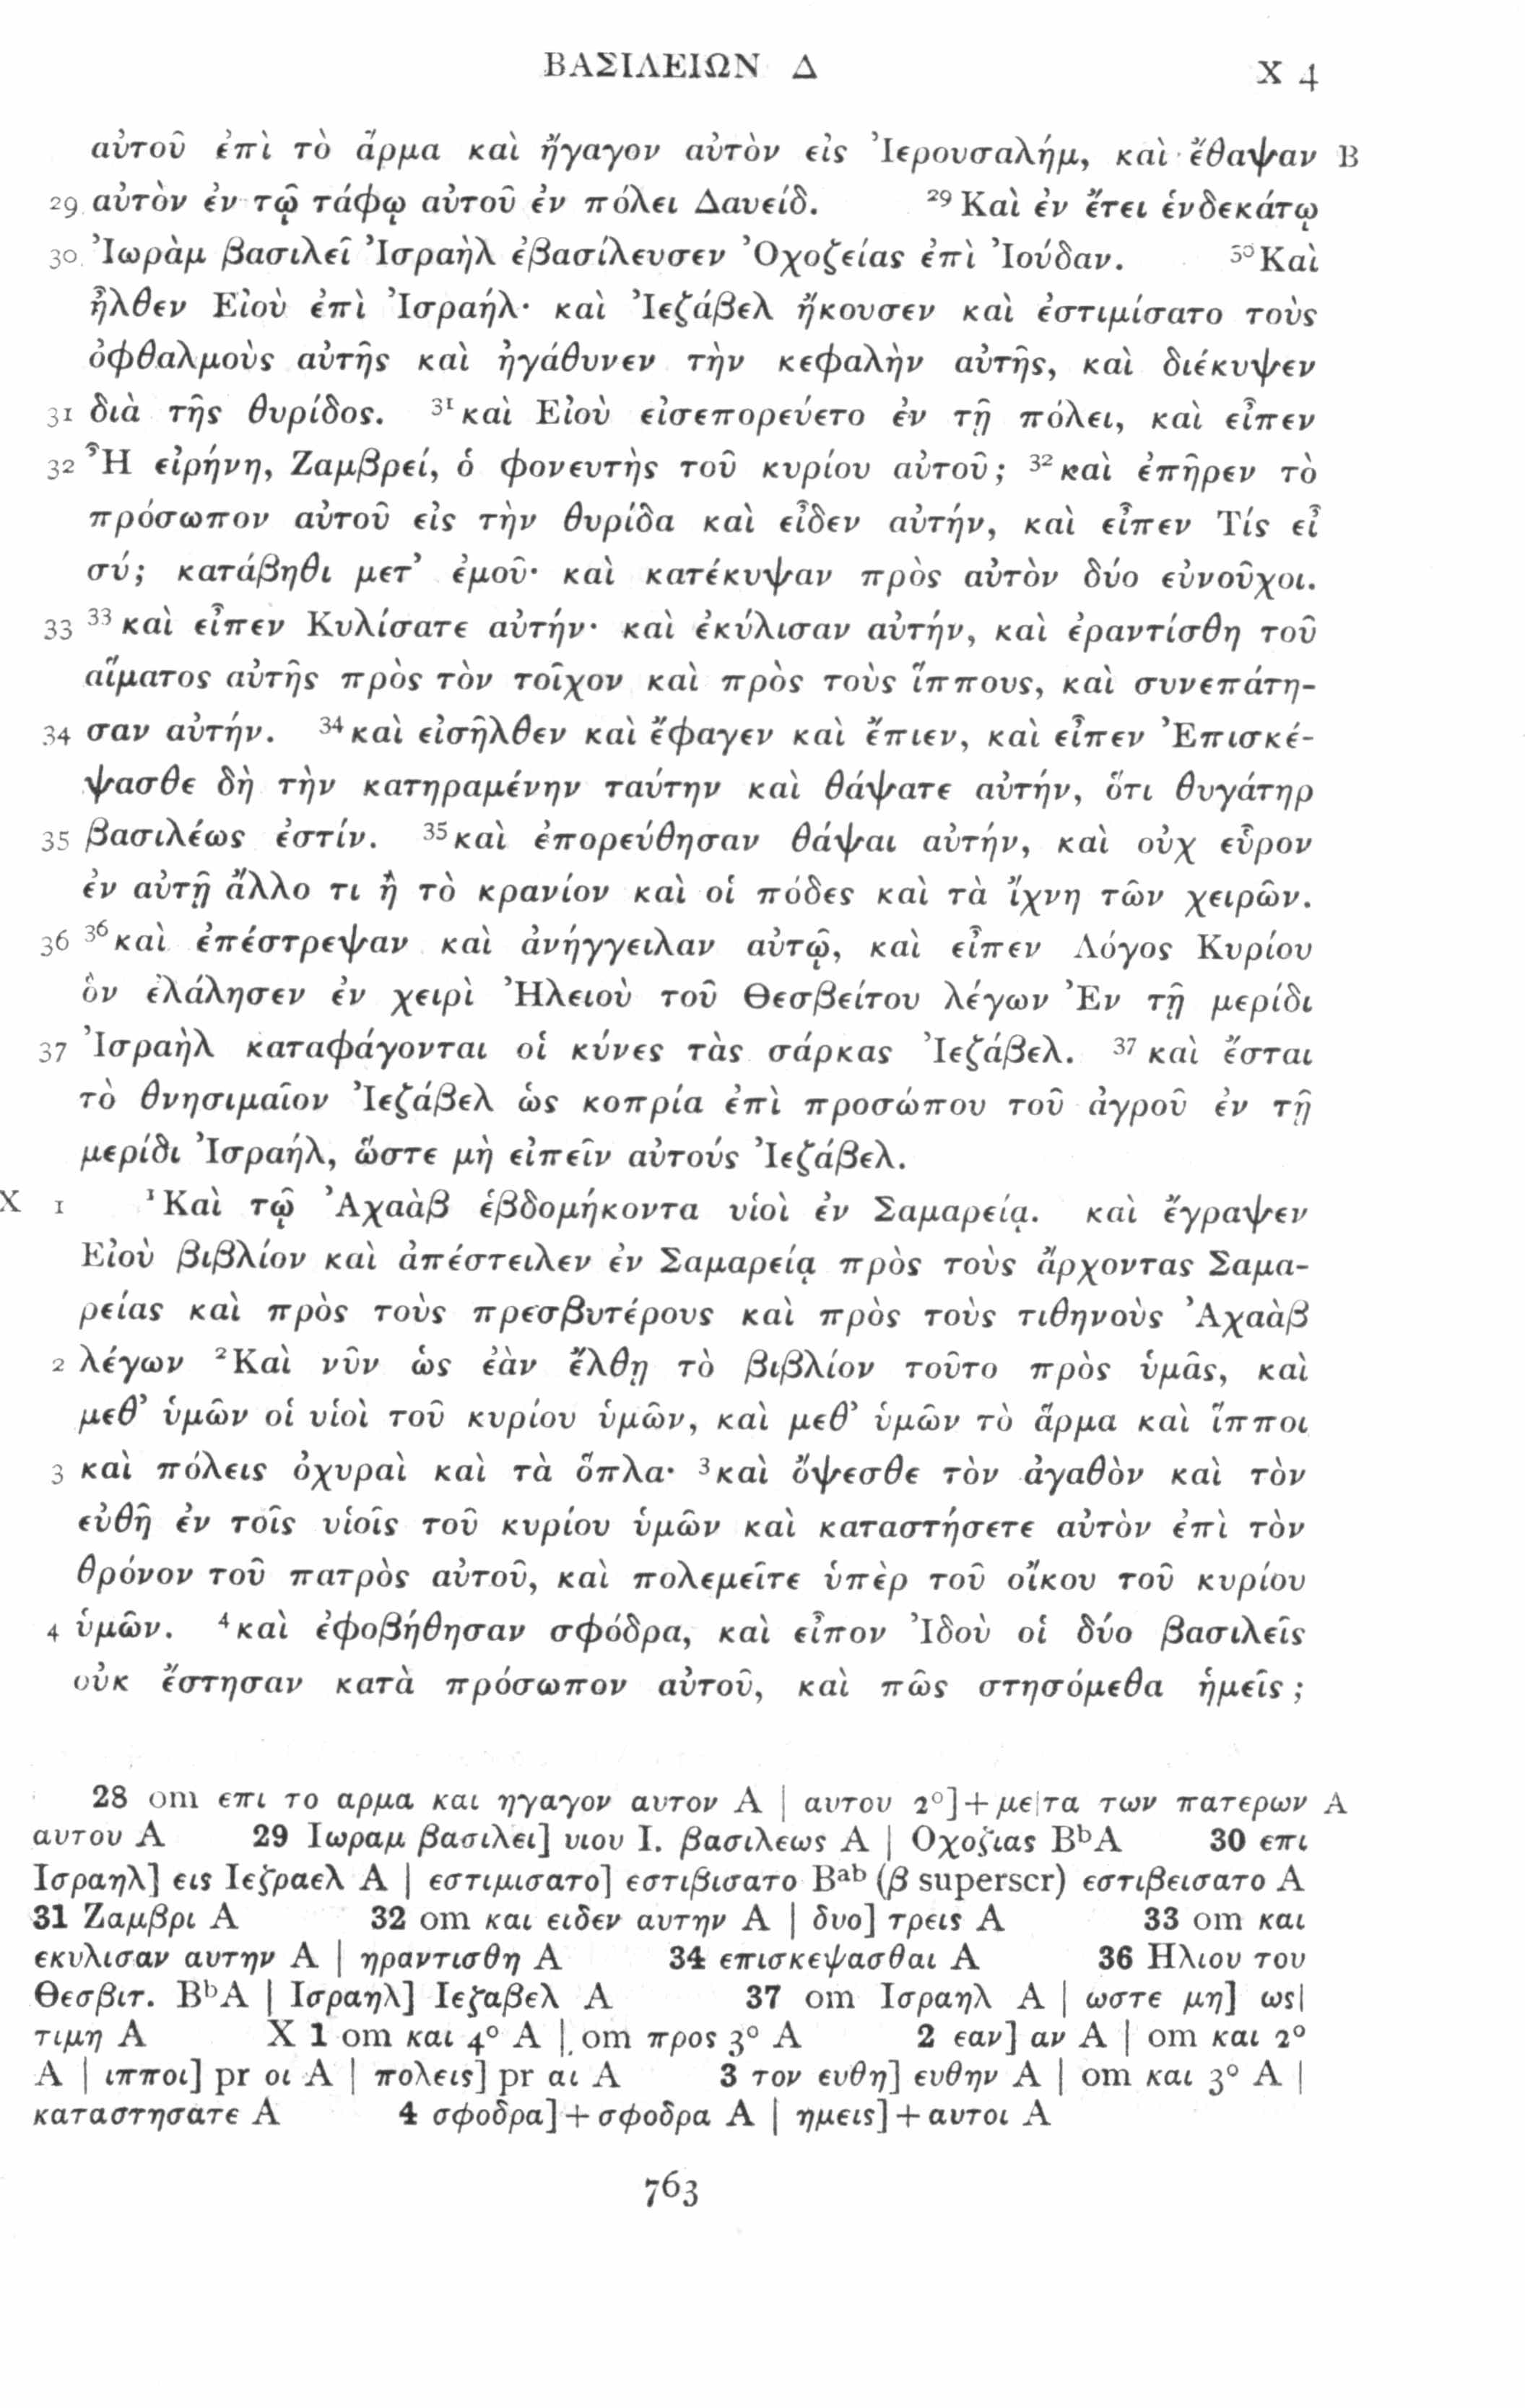 ΒΑΣΙΛΕΙΩΝ Δ X 4
αὐτοῦ ἐπὶ τὸ ἅρμα καὶ ἤγαγον αὐτὸν εἰς Ἰερουσαλήμ, καὶ ἔθαψαν B
29 αὐτὸν ἐν τῷ τάφῳ αὐτοῦ ἐν πόλει Δαυείδ. ²⁹Καὶ ἐν ἔτει ἑνδεκάτῳ
30 Ἰωρὰμ βασιλεῖ Ἰσραὴλ ἐβασίλευσεν Ὀχοζείας ἐπὶ Ἰούδαν. ³⁰Καὶ
ἦλθεν Εἰοὺ ἐπὶ Ἰσραήλ· καὶ Ἰεζάβελ ἤκουσεν καὶ ἐστιμίσατο τοὺς
ὀφθαλμοὺς αὐτῆς καὶ ἠγάθυνεν τὴν κεφαλὴν αὐτῆς, καὶ διέκυψεν
31 διὰ τῆς θυρίδος. ³¹καὶ Εἰοὺ εἰσεπορεύετο ἐν τῇ πόλει, καὶ εἶπεν
32 Ἦ εἰρήνη, Ζαμβρεί, ὁ φονευτὴς τοῦ κυρίου αὐτοῦ; ³²καὶ ἐπῆρεν τὸ
πρόσωπον αὐτοῦ εἰς τὴν θυρίδα καὶ εἶδεν αὐτήν, καὶ εἶπεν Τίς εἶ
σύ; κατάβηθι μετ’ ἐμοῦ· καὶ κατέκυψαν πρὸς αὐτὸν δύο εὐνοῦχοι.
33 ³³καὶ εἶπεν Κυλίσατε αὐτήν· καὶ ἐκύλισαν αὐτήν, καὶ ἐραντίσθη τοῦ
αἵματος αὐτῆς πρὸς τὸν τοῖχον καὶ πρὸς τοὺς ἵππους, καὶ συνεπάτη-
34 σαν αὐτήν. ³⁴καὶ εἰσῆλθεν καὶ ἔφαγεν καὶ ἔπιεν, καὶ εἶπεν Ἐπισκέ-
ψασθε δὴ τὴν κατηραμένην ταύτην καὶ θάψατε αὐτήν, ὅτι θυγάτηρ
35 βασιλέως ἐστίν. ³⁵καὶ ἐπορεύθησαν θάψαι αὐτήν, καὶ οὐχ εὗρον
ἐν αὐτῇ ἄλλο τι ἢ τὸ κρανίον καὶ οἱ πόδες καὶ τὰ ἴχνη τῶν χειρῶν.
36 ³⁶καὶ ἐπέστρεψαν καὶ ἀνήγγειλαν αὐτῷ, καὶ εἶπεν Λόγος Κυρίου
ὃν ἐλάλησεν ἐν χειρὶ Ἠλειοὺ τοῦ Θεσβείτου λέγων Ἐν τῇ μερίδι
37 Ἰσραὴλ καταφάγονται οἱ κύνες τὰς σάρκας Ἰεζάβελ. ³⁷καὶ ἔσται
τὸ θνησιμαῖον Ἰεζάβελ ὡς κοπρία ἐπὶ προσώπου τοῦ ἀγροῦ ἐν τῇ
μερίδι Ἰσραήλ, ὥστε μὴ εἰπεῖν αὐτούς Ἰεζάβελ.
X 1 ¹Καὶ τῷ Ἀχαὰβ ἑβδομήκοντα υἱοὶ ἐν Σαμαρείᾳ. καὶ ἔγραψεν
Εἰοὺ βιβλίον καὶ ἀπέστειλεν ἐν Σαμαρείᾳ πρὸς τοὺς ἄρχοντας Σαμα-
ρείας καὶ πρὸς τοὺς πρεσβυτέρους καὶ πρὸς τοὺς τιθηνοὺς Ἀχαὰβ
2 λέγων ²Καὶ νῦν ὡς ἐὰν ἔλθῃ τὸ βιβλίον τοῦτο πρὸς ὑμᾶς, καὶ
μεθ’ ὑμῶν οἱ υἱοὶ τοῦ κυρίου ὑμῶν, καὶ μεθ’ ὑμῶν τὸ ἅρμα καὶ ἵπποι
3 καὶ πόλεις ὀχυραὶ καὶ τὰ ὅπλα· ³καὶ ὄψεσθε τὸν ἀγαθὸν καὶ τὸν
εὐθῆ ἐν τοῖς υἱοῖς τοῦ κυρίου ὑμῶν καὶ καταστήσετε αὐτὸν ἐπὶ τὸν
θρόνον τοῦ πατρὸς αὐτοῦ, καὶ πολεμεῖτε ὑπὲρ τοῦ οἴκου τοῦ κυρίου
4 ὑμῶν. ⁴καὶ ἐφοβήθησαν σφόδρα, καὶ εἶπον Ἰδοὺ οἱ δύο βασιλεῖς
οὐκ ἔστησαν κατὰ πρόσωπον αὐτοῦ, καὶ πῶς στησόμεθα ἡμεῖς;
28 om επι το αρμα και ηγαγον αυτον A | αυτου 2º]+με|τα των πατερων A
αυτου A 29 Ιωραμ βασιλει] υιου Ι. βασιλεως A | Οχοζιας BᵇA 30 επι
Ισραηλ] εις Ιεζραελ A | εστιμισατο] εστιβισατο Bᵃᵇ (β superscr) εστιβεισατο A
31 Ζαμβρι A 32 om και ειδεν αυτην A | δυο] τρεις A 33 om και
εκυλισαν αυτην A | ηραντισθη A 34 επισκεψασθαι A 36 Ηλιου του
Θεσβιτ. BᵇA | Ισραηλ] Ιεζαβελ A 37 om Ισραηλ A | ωστε μη] ως|
τιμη A X 1 om και 4º A | om προς 3º A 2 εαν] αν A | om και 2º
A | ιπποι] pr οι A | πολεις] pr αι A 3 τον ευθη] ευθην A | om και 3º A |
καταστησατε A 4 σφοδρα]+σφοδρα A | ημεις]+αυτοι A
763